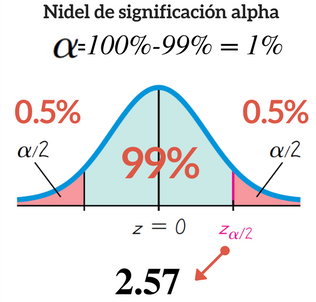 Nidel de significación alpha
α=100%-99% = 1%
0.5%
0.5%
α/2
99%
α/2
z = 0
zα/2
2.57